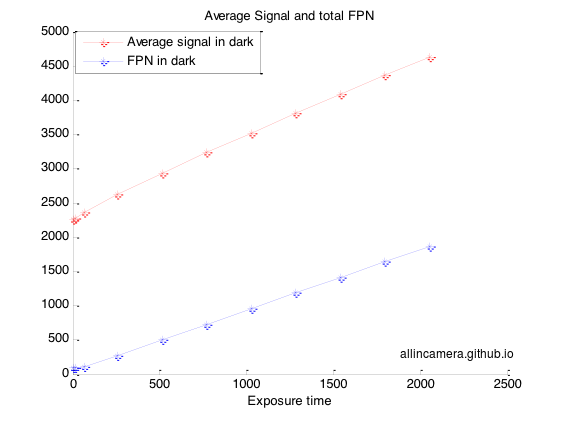 Average Signal and total FPN
5000
4500
4000
3500
3000
2500
2000
1500
1000
500
0
Average signal in dark
FPN in dark
allincamera.github.io
0 500 1000 1500 2000 2500
Exposure time